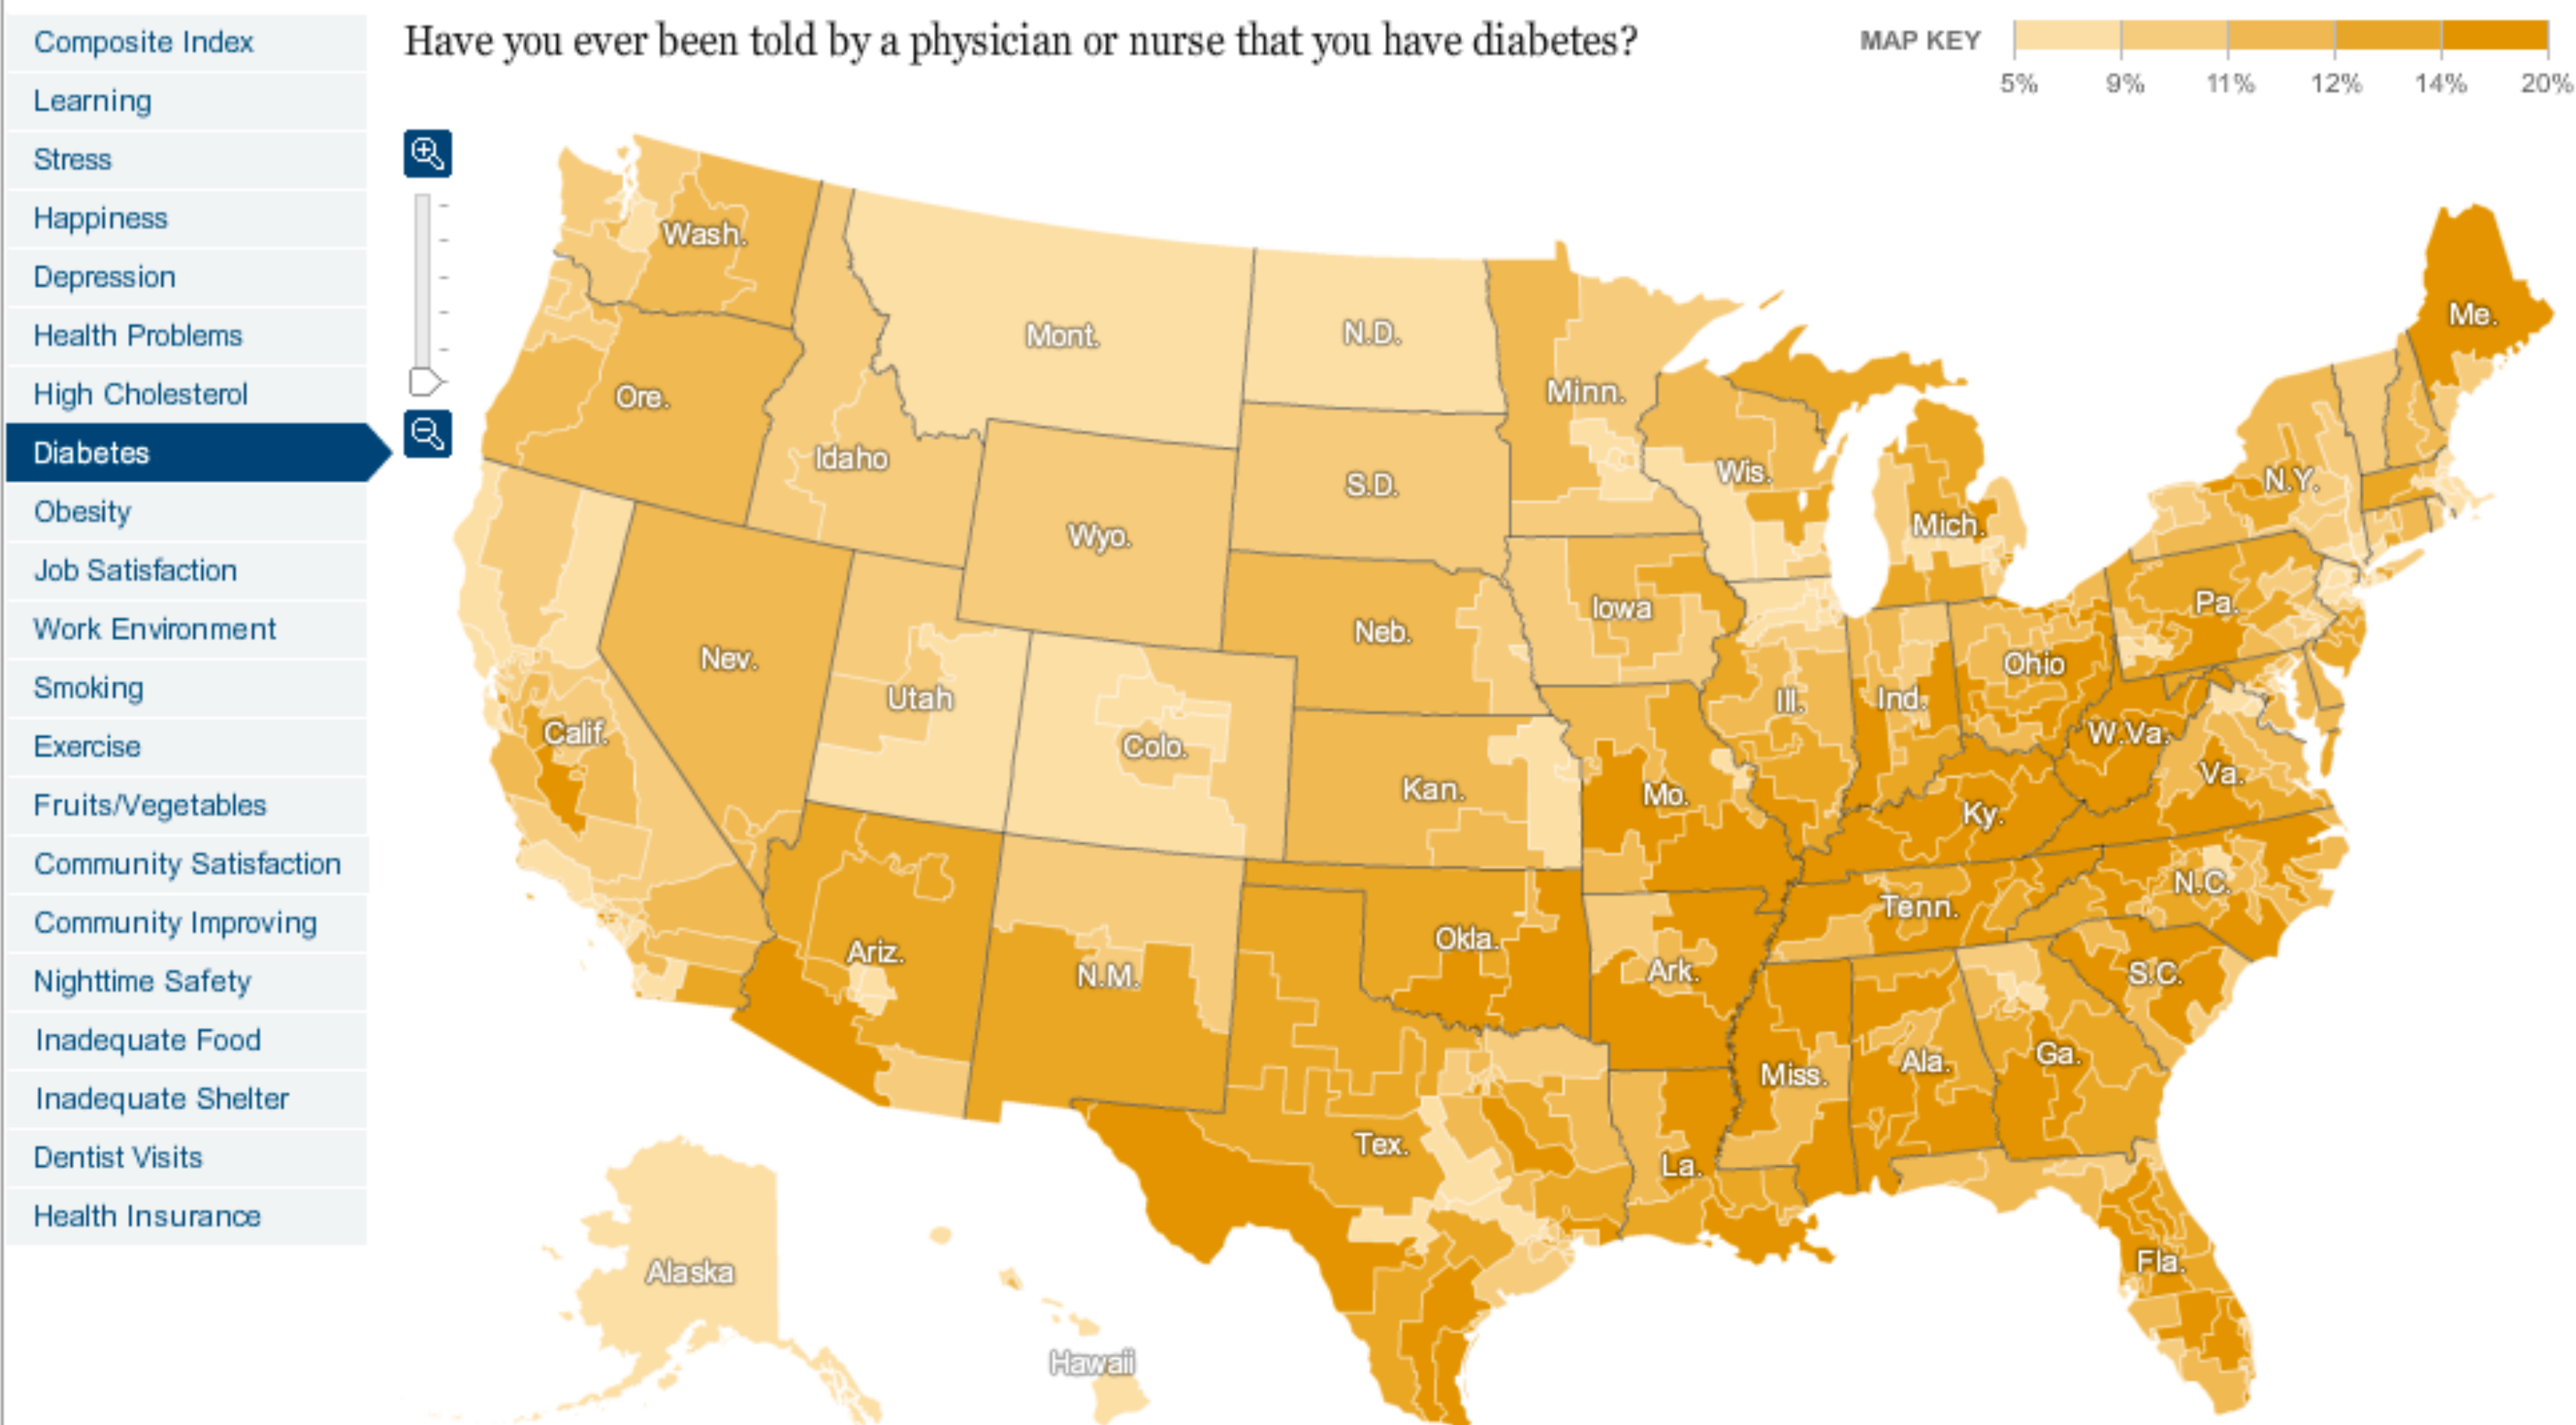 Have you ever been told by a physician or nurse that you have diabetes?
MAP KEY
5% 9% 11% 12% 14% 20%
Composite Index
Learning
Stress
Happiness
Depression
Health Problems
High Cholesterol
Diabetes
Obesity
Job Satisfaction
Work Environment
Smoking
Exercise
Fruits/Vegetables
Community Satisfaction
Community Improving
Nighttime Safety
Inadequate Food
Inadequate Shelter
Dentist Visits
Health Insurance
Wash.
Mont.
N.D.
Minn.
Me.
Ore.
Idaho
Wyo.
S.D.
Wis.
Mich.
N.Y.
Nev.
Utah
Colo.
Neb.
Iowa
Ill.
Ind.
Ohio
Pa.
Calif.
Kan.
Mo.
Ky.
W.Va.
Va.
Ariz.
N.M.
Okla.
Ark.
Tenn.
N.C.
S.C.
Tex.
La.
Miss.
Ala.
Ga.
Fla.
Alaska
Hawaii